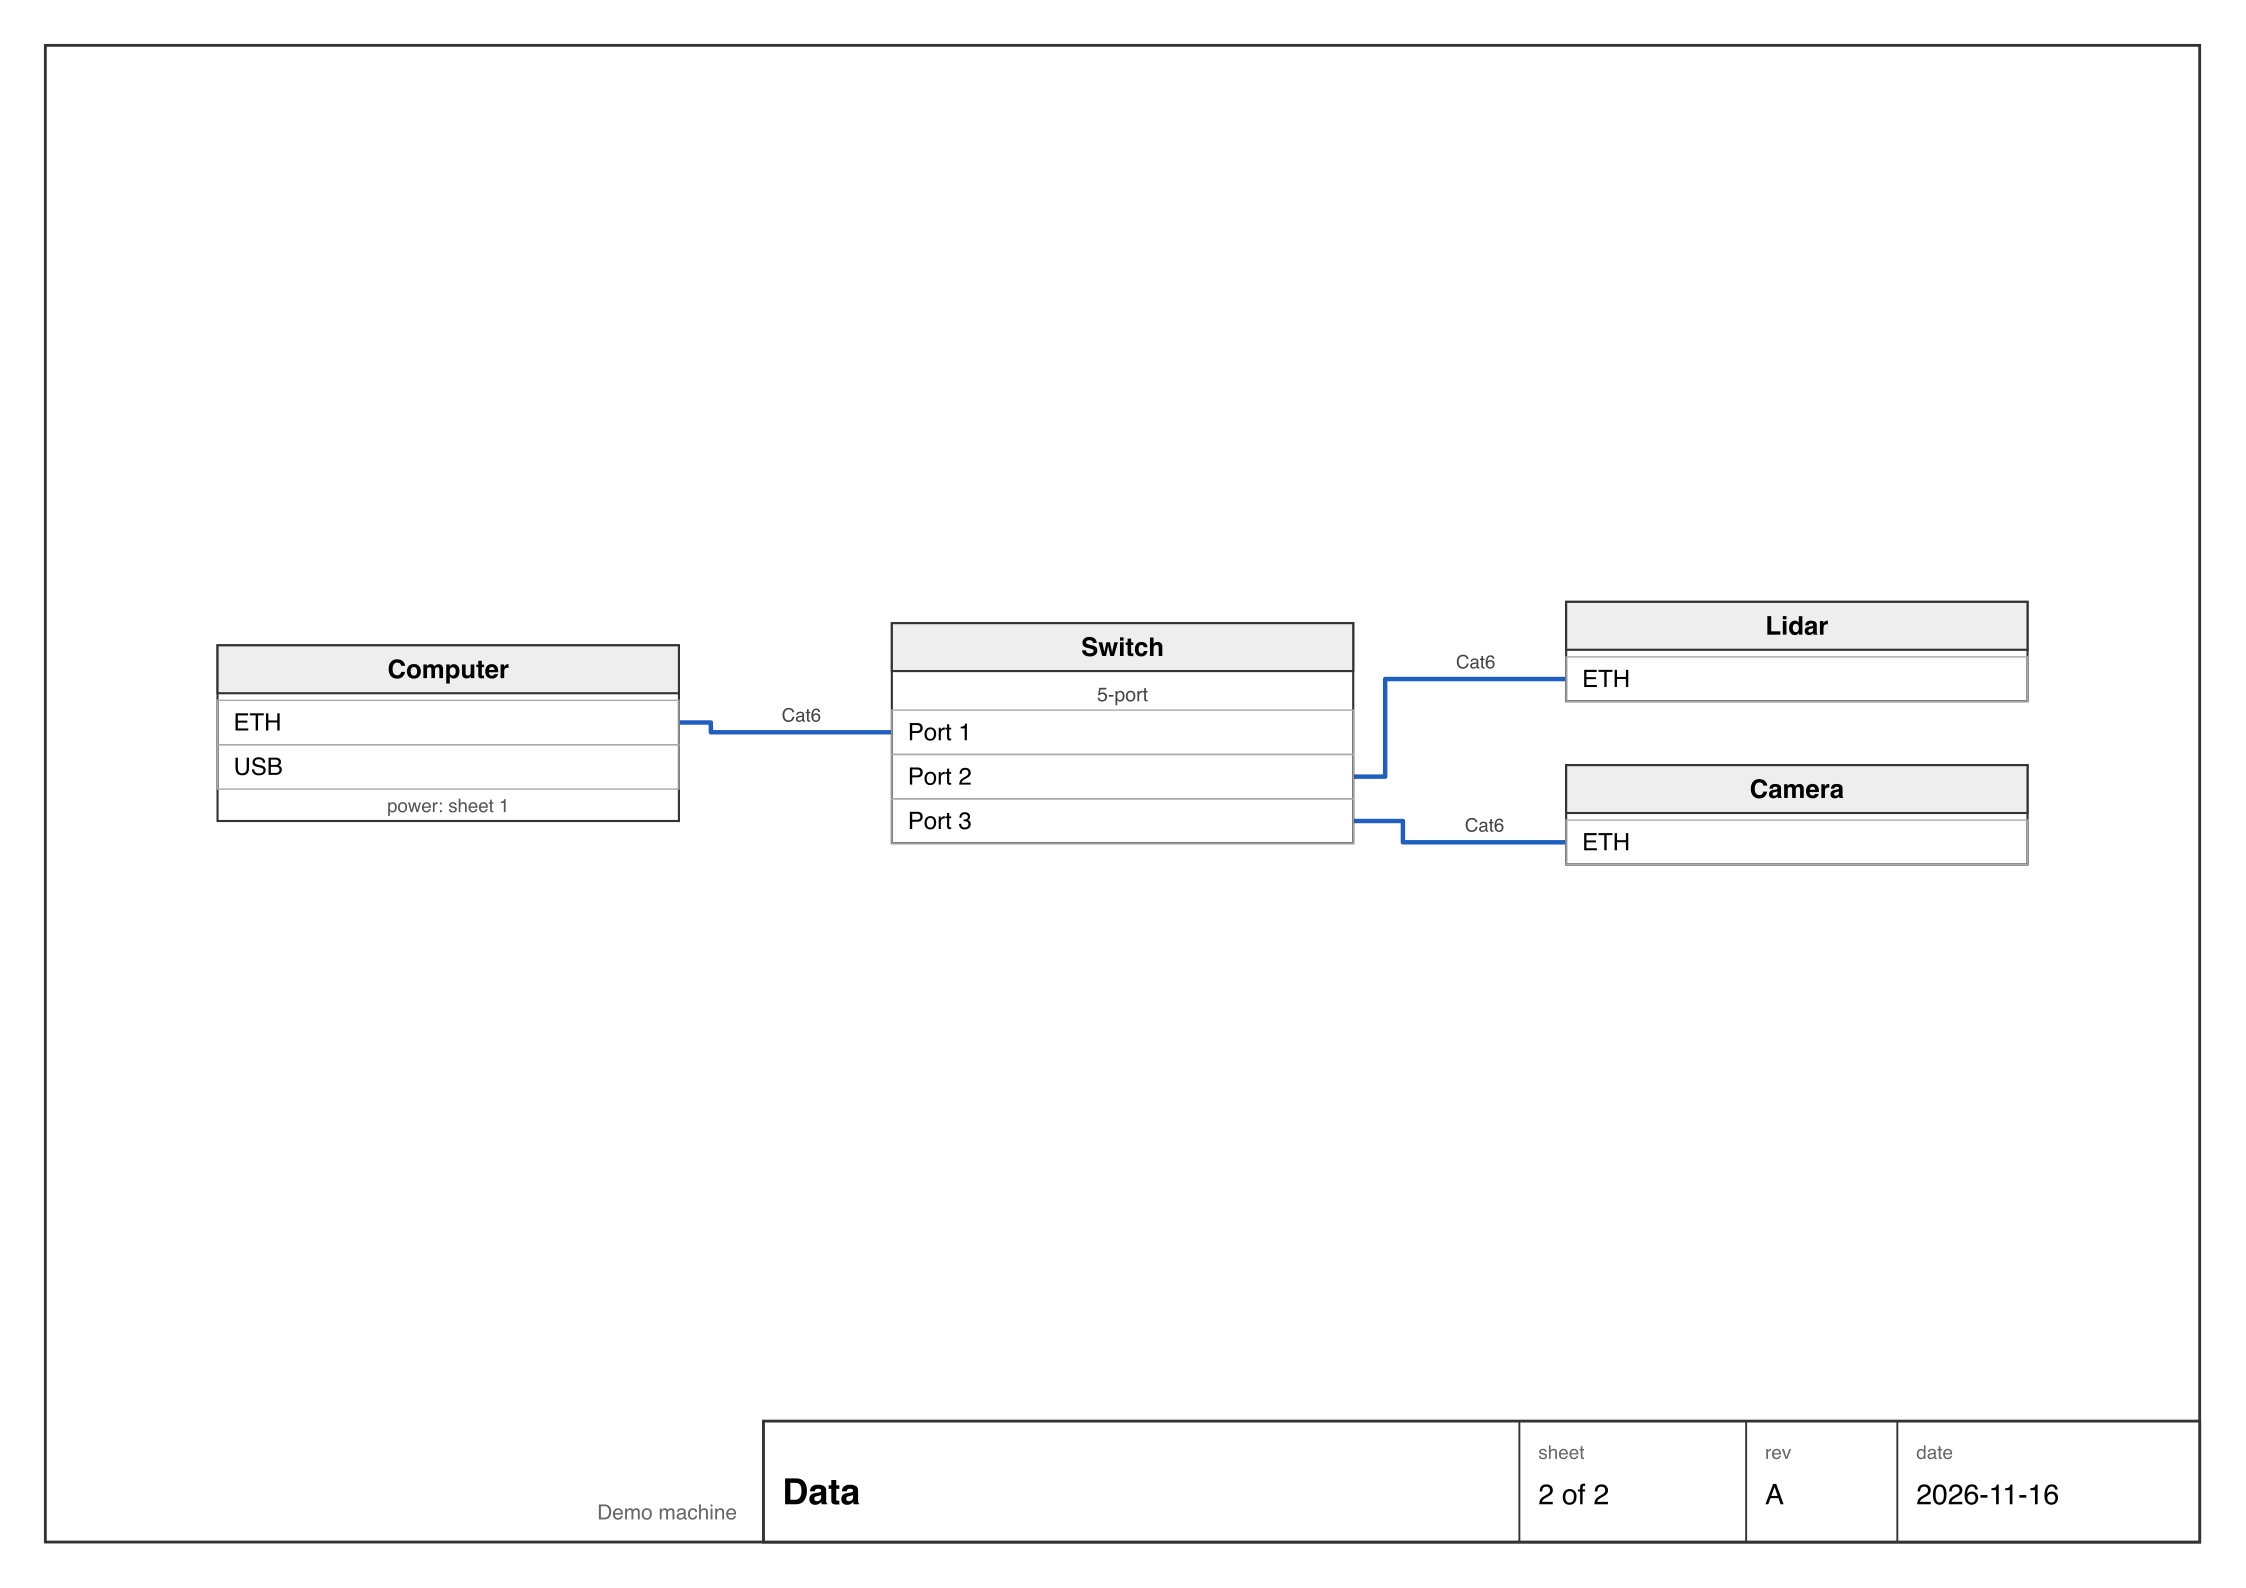 Computer
ETH
USB
power: sheet 1
Cat6
Switch
5-port
Port 1
Port 2
Port 3
Cat6
Cat6
Lidar
ETH
Camera
ETH
Demo machine
Data
sheet
2 of 2
rev
A
date
2026-11-16